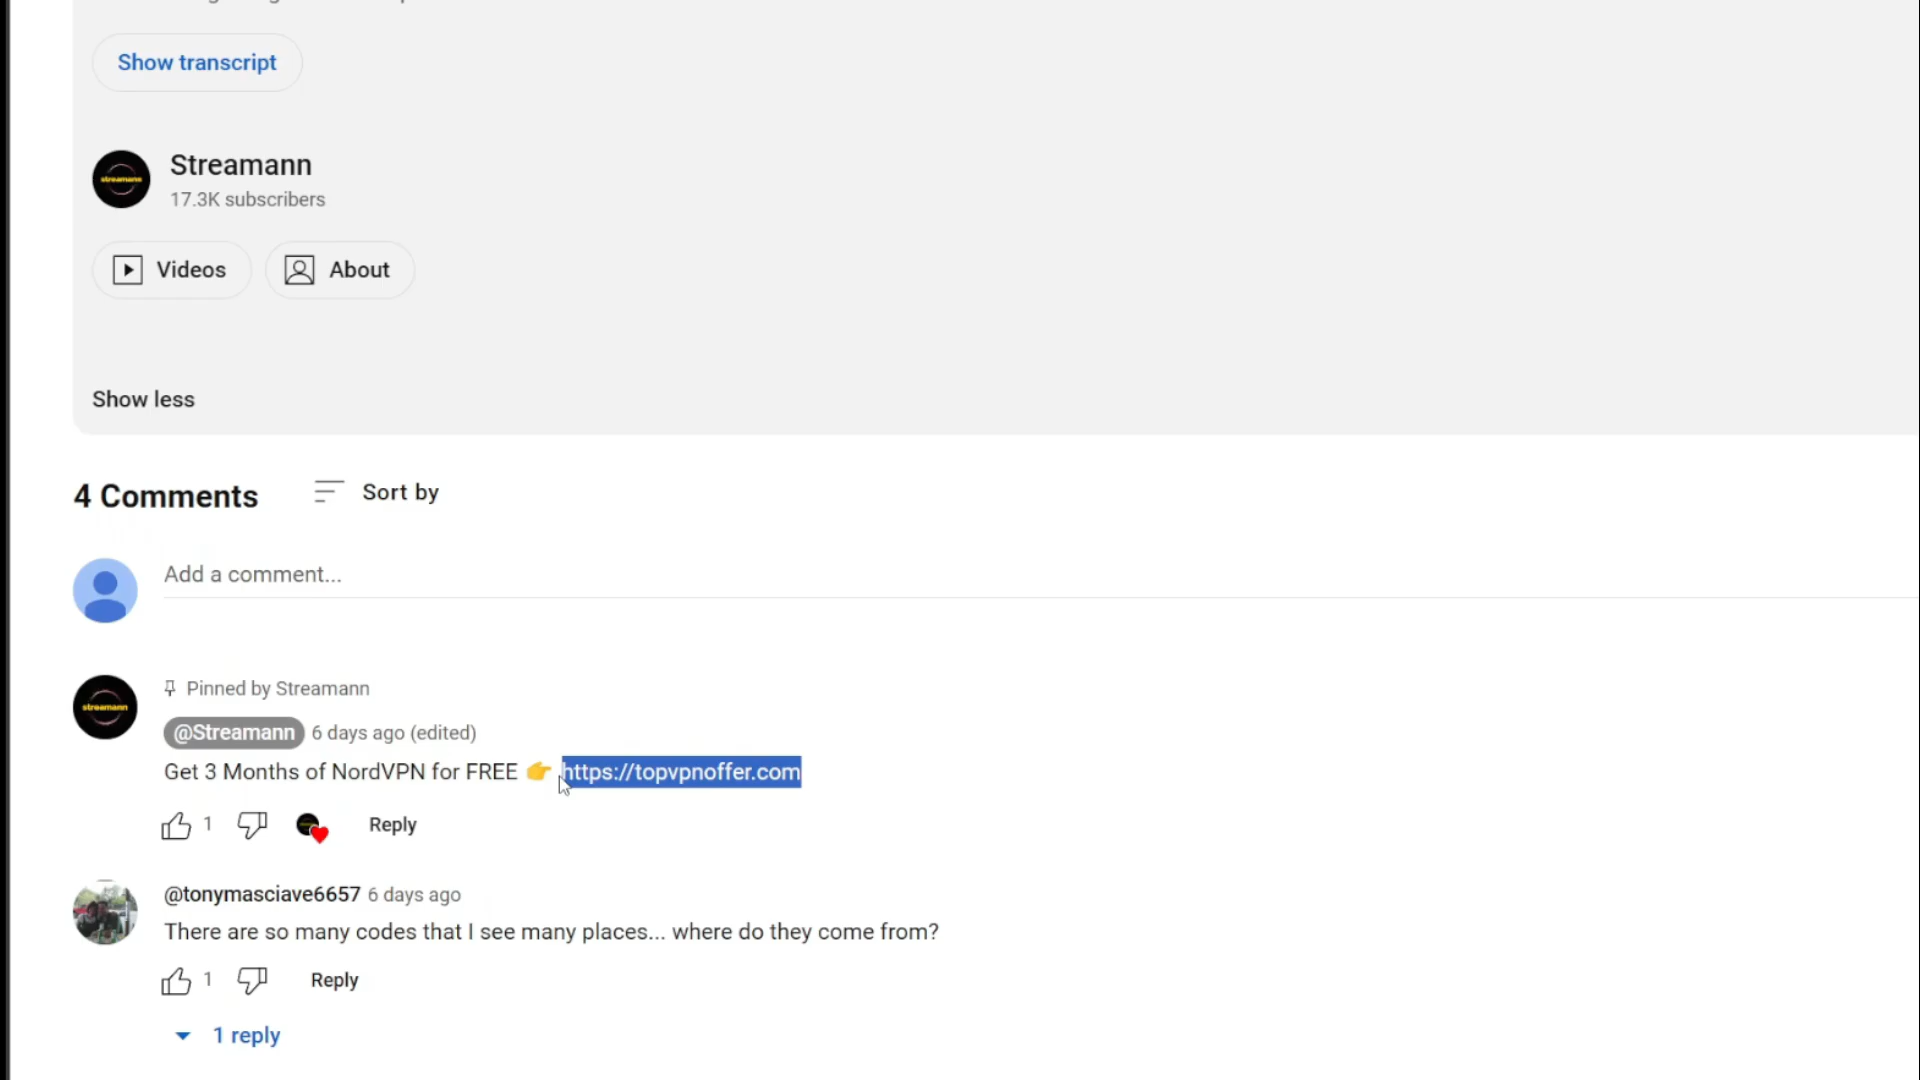 Show transcript
streamann
Streamann
17.3K subscribers
Videos
About
Show less
4 Comments
Sort by
Add a comment...
streamann
Pinned by Streamann
@Streamann 6 days ago (edited)
Get 3 Months of NordVPN for FREE 👉 https://topvpnoffer.com
1
Reply
@tonymasciave6657 6 days ago
There are so many codes that I see many places... where do they come from?
1
Reply
1 reply